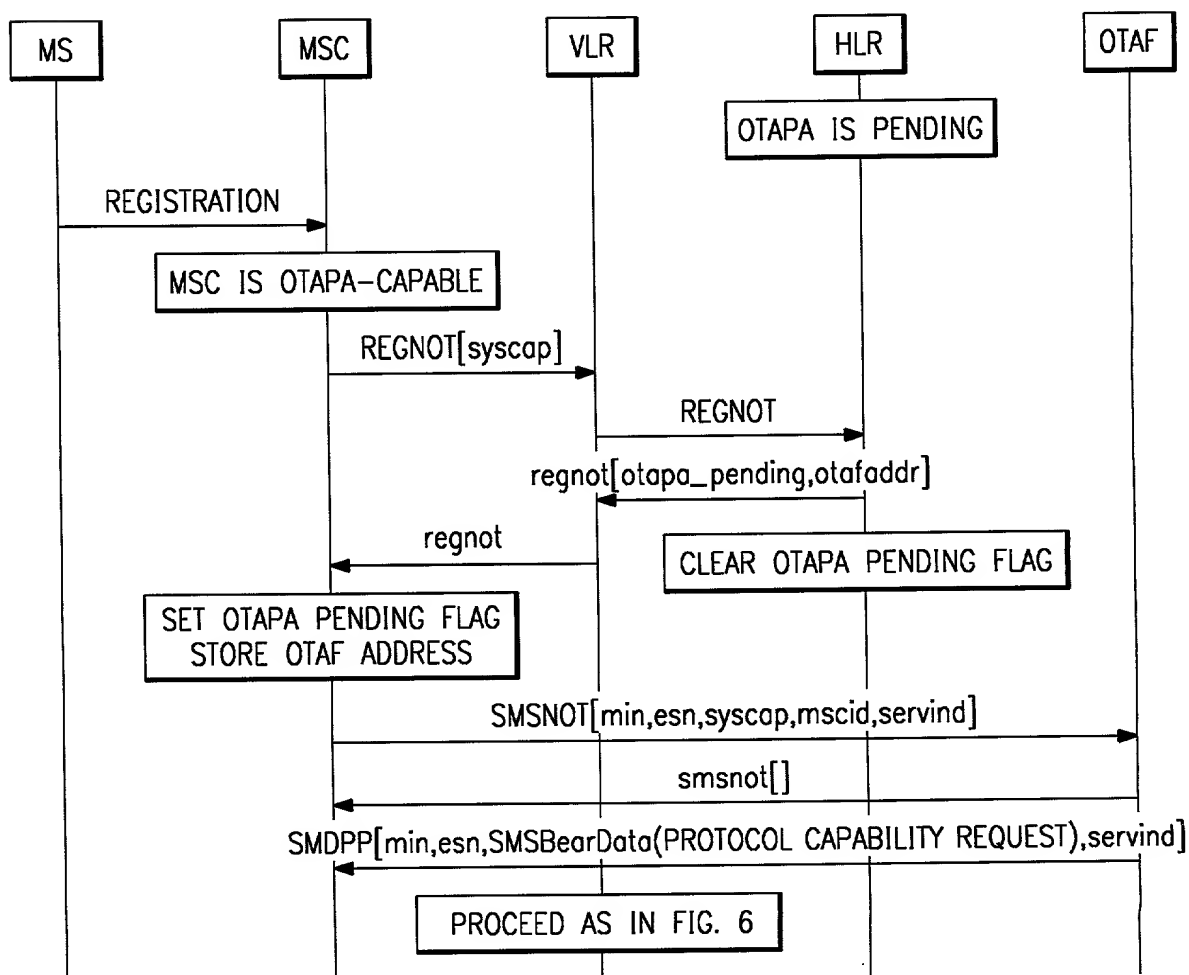 MS
MSC
VLR
HLR
OTAF
OTAPA IS PENDING
REGISTRATION
MSC IS OTAPA-CAPABLE
REGNOT[syscap]
REGNOT
regnot[otapa_pending,otafaddr]
regnot
CLEAR OTAPA PENDING FLAG
SET OTAPA PENDING FLAG
STORE OTAF ADDRESS
SMSNOT[min,esn,syscap,mscid,servind]
smsnot[]
SMDPP[min,esn,SMSBearData(PROTOCOL CAPABILITY REQUEST),servind]
PROCEED AS IN FIG. 6